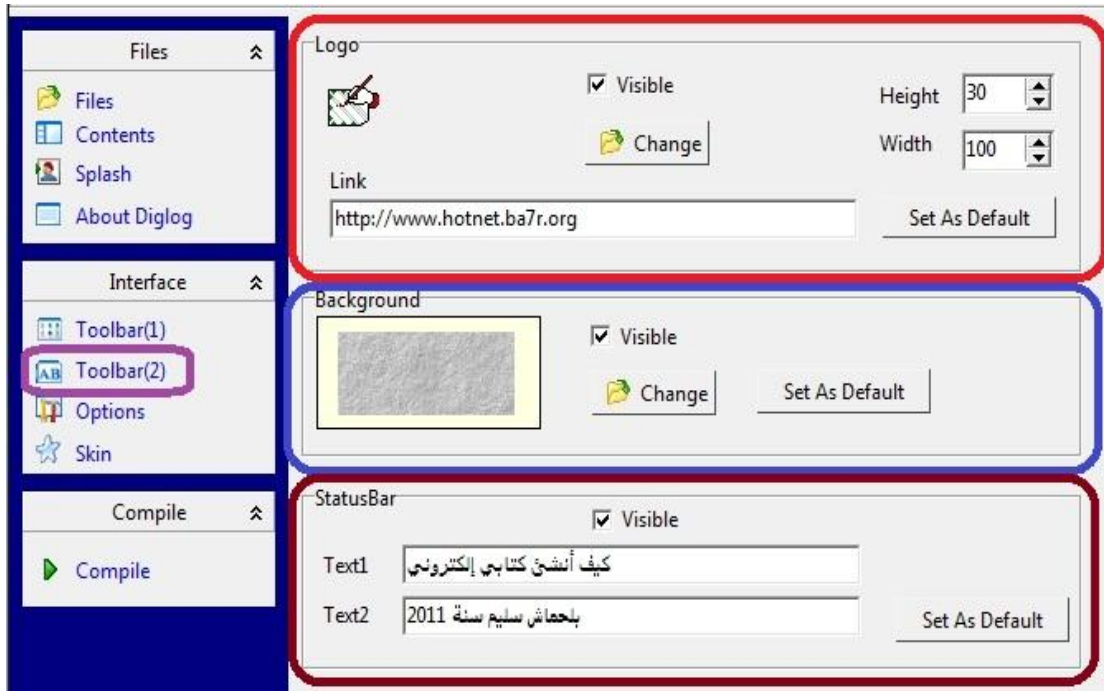 Files
Files
Contents
Splash
About Diglog
Interface
Toolbar(1)
Toolbar(2)
Options
Skin
Compile
Compile
Logo
Visible
Change
Height 30
Width 100
Link
http://www.hotnet.ba7r.org
Set As Default
Background
Visible
Change
Set As Default
StatusBar
Visible
Text1 كيف أنشئ كتابي إلكتروني
Text2 بلحماش سليم سنة 2011
Set As Default